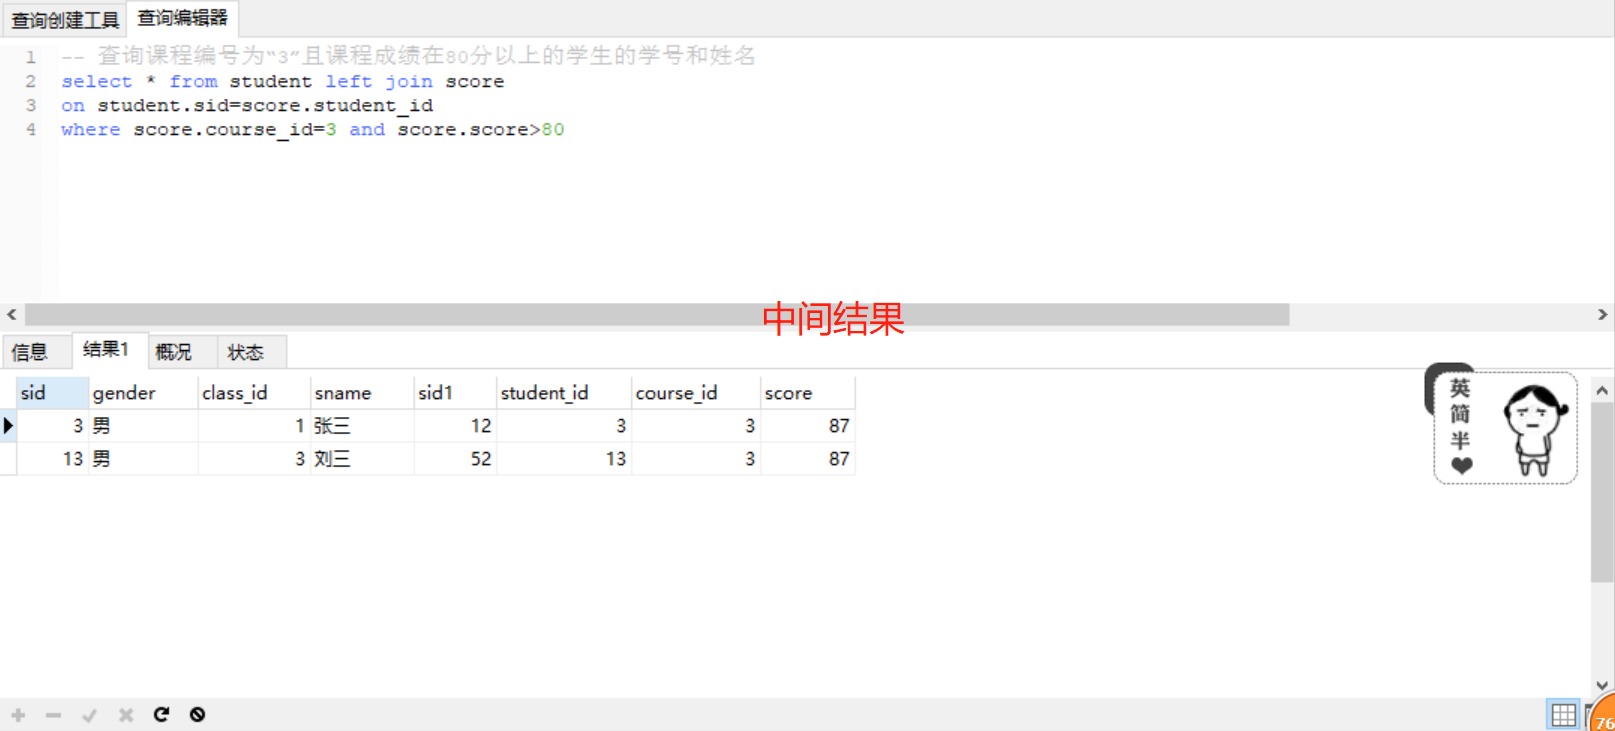 查询创建工具 查询编辑器
1 -- 查询课程编号为“3”且课程成绩在80分以上的学生的学号和姓名
2 select * from student left join score
3 on student.sid=score.student_id
4 where score.course_id=3 and score.score>80
中间结果
信息 结果1 概况 状态
sid gender class_id sname sid1 student_id course_id score
3 男 1 张三 12 3 3 87
13 男 3 刘三 52 13 3 87
英
简
半
76